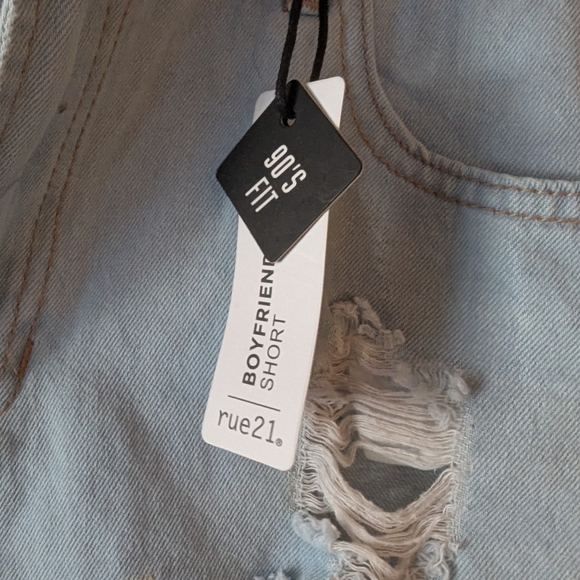 90'S
FIT
BOYFRIEND
SHORT
rue21®